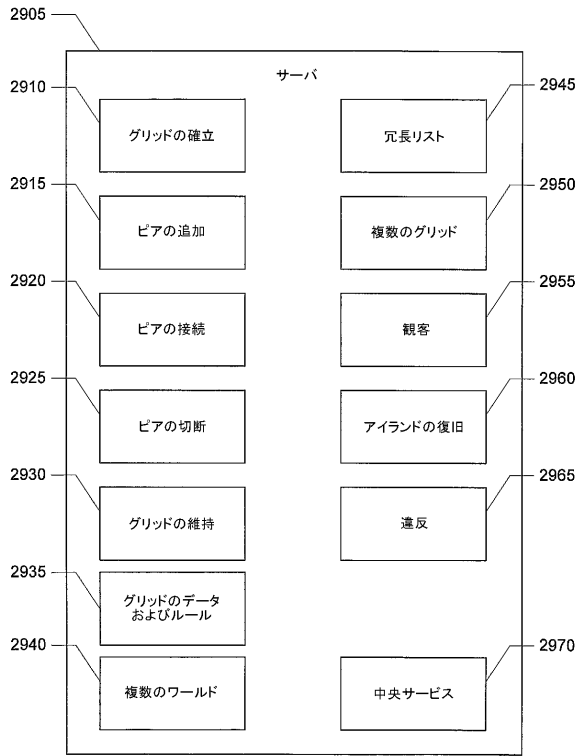 2905
サーバ
2910
グリッドの確立
2915
ピアの追加
2920
ピアの接続
2925
ピアの切断
2930
グリッドの維持
2935
グリッドのデータ
およびルール
2940
複数のワールド
2945
冗長リスト
2950
複数のグリッド
2955
観客
2960
アイランドの復旧
2965
違反
2970
中央サービス